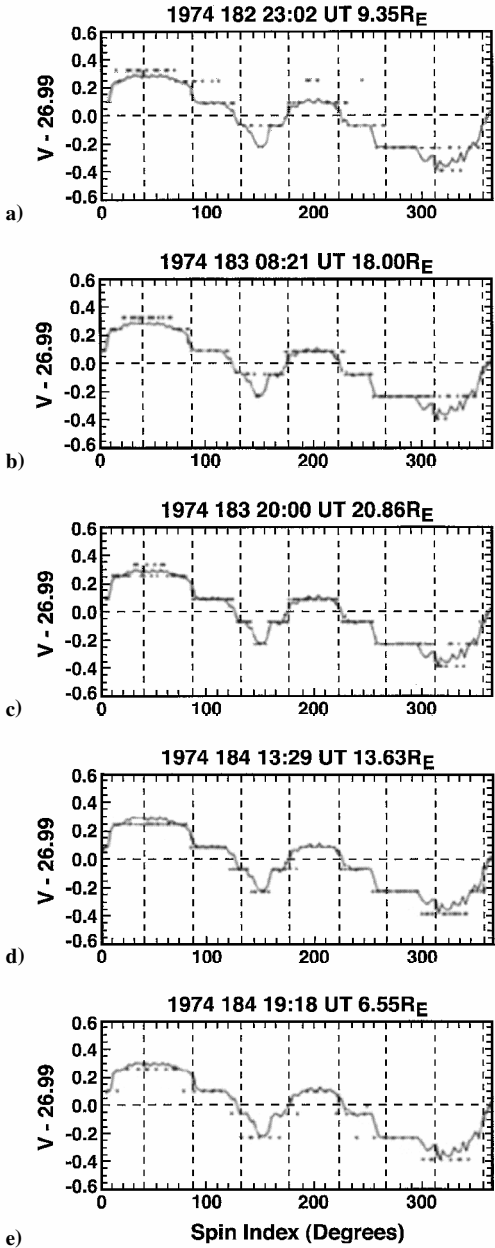 1974 182 23:02 UT 9.35RE
0.6
0.4
0.2
0.0
-0.2
-0.4
-0.6
V - 26.99
0 100 200 300
a)
1974 183 08:21 UT 18.00RE
0.6
0.4
0.2
0.0
-0.2
-0.4
-0.6
V - 26.99
0 100 200 300
b)
1974 183 20:00 UT 20.86RE
0.6
0.4
0.2
0.0
-0.2
-0.4
-0.6
V - 26.99
0 100 200 300
c)
1974 184 13:29 UT 13.63RE
0.6
0.4
0.2
0.0
-0.2
-0.4
-0.6
V - 26.99
0 100 200 300
d)
1974 184 19:18 UT 6.55RE
0.6
0.4
0.2
0.0
-0.2
-0.4
-0.6
V - 26.99
0 100 200 300
Spin Index (Degrees)
e)